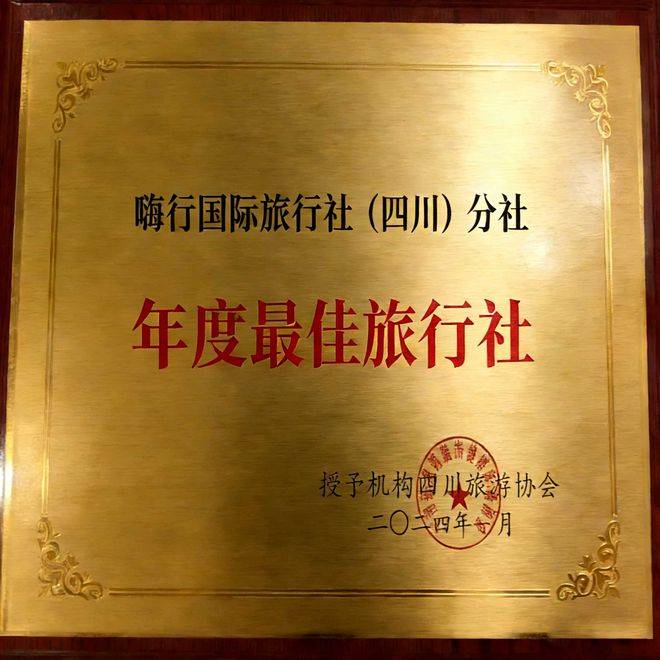 嗨行国际旅行社（四川）分社
年度最佳旅行社
授予机构四川旅游协会
二〇二四年 月